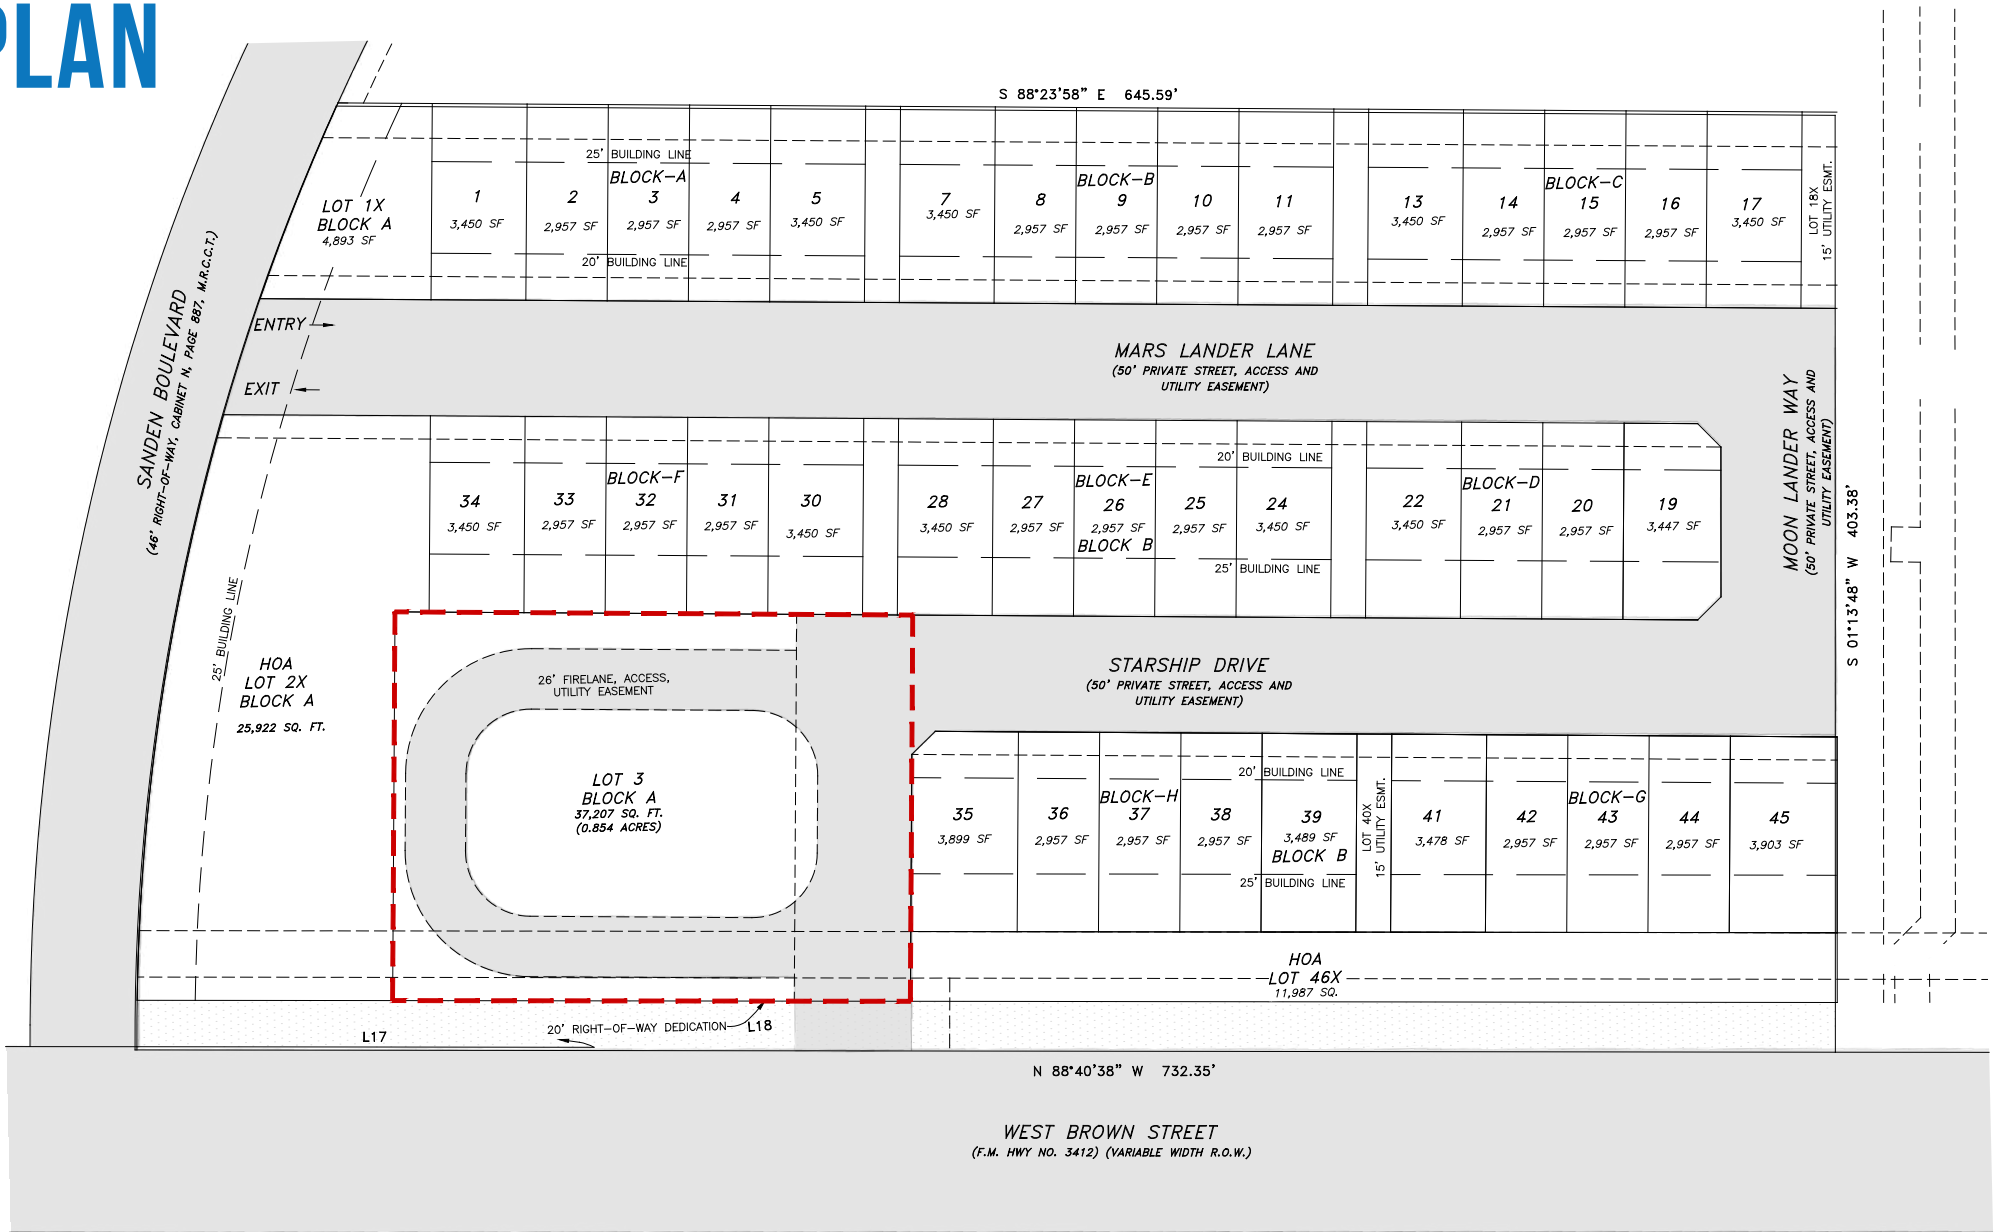 PLAN
S 88°23'58" E 645.59'
25' BUILDING LINE
BLOCK-A
1
3,450 SF
2
2,957 SF
3
2,957 SF
4
2,957 SF
5
3,450 SF
20' BUILDING LINE
LOT 1X
BLOCK A
4,893 SF
BLOCK-B
7
3,450 SF
8
2,957 SF
9
2,957 SF
10
2,957 SF
11
2,957 SF
BLOCK-C
13
3,450 SF
14
2,957 SF
15
2,957 SF
16
2,957 SF
17
3,450 SF
LOT 18X
15' UTILITY ESMT.
SANDEN BOULEVARD
(46' RIGHT-OF-WAY, CABINET N, PAGE 887, M.R.C.C.T.)
ENTRY
EXIT
MARS LANDER LANE
(50' PRIVATE STREET, ACCESS AND
UTILITY EASEMENT)
MOON LANDER WAY
(50' PRIVATE STREET, ACCESS AND
UTILITY EASEMENT)
S 01°13'48" W 403.38'
BLOCK-F
34
3,450 SF
33
2,957 SF
32
2,957 SF
31
2,957 SF
30
3,450 SF
20' BUILDING LINE
BLOCK-E
28
3,450 SF
27
2,957 SF
26
2,957 SF
BLOCK B
25
2,957 SF
24
3,450 SF
25' BUILDING LINE
BLOCK-D
22
3,450 SF
21
2,957 SF
20
2,957 SF
19
3,447 SF
25' BUILDING LINE
HOA
LOT 2X
BLOCK A
25,922 SQ. FT.
26' FIRELANE, ACCESS,
UTILITY EASEMENT
LOT 3
BLOCK A
37,207 SQ. FT.
(0.854 ACRES)
STARSHIP DRIVE
(50' PRIVATE STREET, ACCESS AND
UTILITY EASEMENT)
20' BUILDING LINE
BLOCK-H
35
3,899 SF
36
2,957 SF
37
2,957 SF
38
2,957 SF
39
3,489 SF
BLOCK B
25' BUILDING LINE
LOT 40X
15' UTILITY ESMT.
BLOCK-G
41
3,478 SF
42
2,957 SF
43
2,957 SF
44
2,957 SF
45
3,903 SF
HOA
LOT 46X
11,987 SQ.
20' RIGHT-OF-WAY DEDICATION
L18
L17
N 88°40'38" W 732.35'
WEST BROWN STREET
(F.M. HWY NO. 3412) (VARIABLE WIDTH R.O.W.)